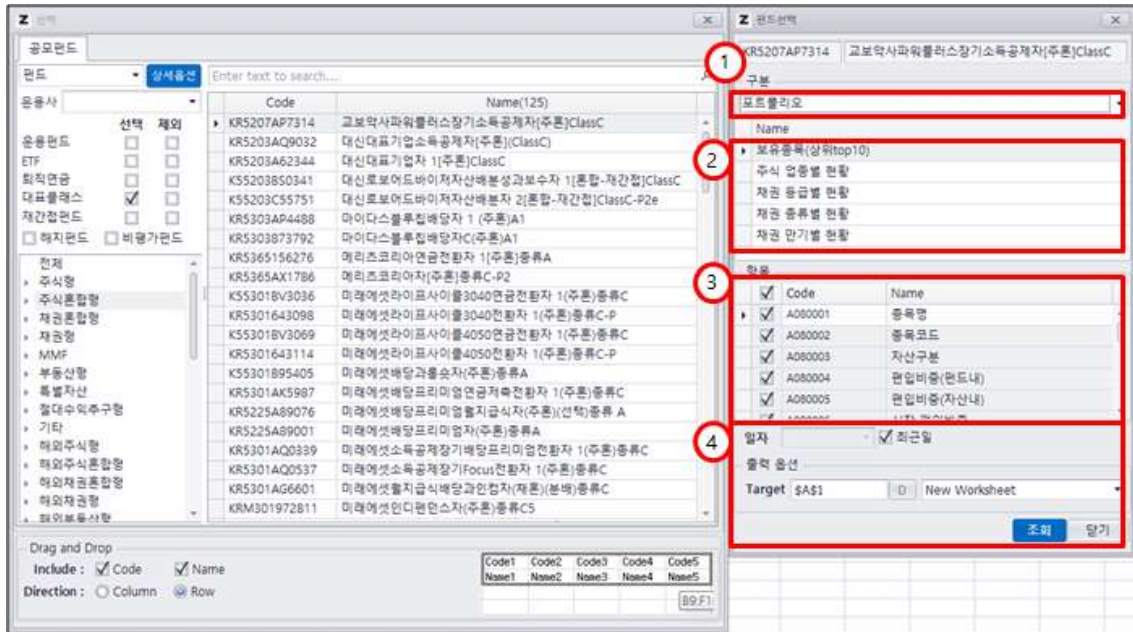 Z 선택
공모펀드
펀드 상세옵션 Enter text to search...
운용사
선택 제외
운용펀드
ETF
퇴직연금
대표클래스
재간접펀드
해지펀드 비평가펀드
전체
주식형
주식혼합형
채권혼합형
채권형
MMF
부동산형
특별자산
절대수익추구형
기타
해외주식형
해외주식혼합형
해외채권혼합형
해외채권형
해외부동산형
Code Name(125)
KR5207AP7314 교보악사파워플러스장기소득공제자[주혼]ClassC
KR5203AQ9032 대신대표기업소득공제자[주혼](ClassC)
KR5203A62344 대신대표기업자 1[주혼]ClassC
K55203BS0341 대신로보어드바이저자산배분성과보수자 1[혼합-재간접]ClassC
K55203C55751 대신로보어드바이저자산배분자 2[혼합-재간접]ClassC-P2e
KR5303AP4488 마이다스블루칩배당자 1 (주혼)A1
KR5303873792 마이다스블루칩배당자C(주혼)A1
KR5365156276 메리츠코리아연금전환자 1[주혼]종류A
KR5365AX1786 메리츠코리아자[주혼]종류C-P2
K55301BV3036 미래에셋라이프사이클3040연금전환자 1(주혼)종류C
KR5301643098 미래에셋라이프사이클3040전환자 1(주혼)종류C-P
K55301BV3069 미래에셋라이프사이클4050연금전환자 1(주혼)종류C
KR5301643114 미래에셋라이프사이클4050전환자 1(주혼)종류C-P
K55301B95405 미래에셋배당과롱숏자(주혼)종류A
KR5301AK5987 미래에셋배당프리미엄연금저축전환자 1(주혼)종류C
KR5225A89076 미래에셋배당프리미엄월지급식자(주혼)(선택)종류 A
KR5225A89001 미래에셋배당프리미엄자(주혼)종류A
KR5301AQ0339 미래에셋소득공제장기배당프리미엄전환자 1(주혼)종류C
KR5301AQ0537 미래에셋소득공제장기Focus전환자 1(주혼)종류C
KR5301AG6601 미래에셋월지급식배당과인컴자(채혼)(분배)종류C
KRM301972811 미래에셋인디펜던스자(주혼)종류C5
Drag and Drop
Include : Code Name
Direction : Column Row
Code1 Code2 Code3 Code4 Code5
Name1 Name2 Name3 Name4 Name5
B9:F1
Z 펀드선택
KR5207AP7314 교보악사파워플러스장기소득공제자[주혼]ClassC
1
구분
포트폴리오
Name
2
보유종목(상위top10)
주식 업종별 현황
채권 등급별 현황
채권 종류별 현황
채권 만기별 현황
항목
3
Code Name
A080001 종목명
A080002 종목코드
A080003 자산구분
A080004 편입비중(펀드내)
A080005 편입비중(자산내)
4
일자 최근일
출력 옵션
Target $A$1 D New Worksheet
조회 닫기